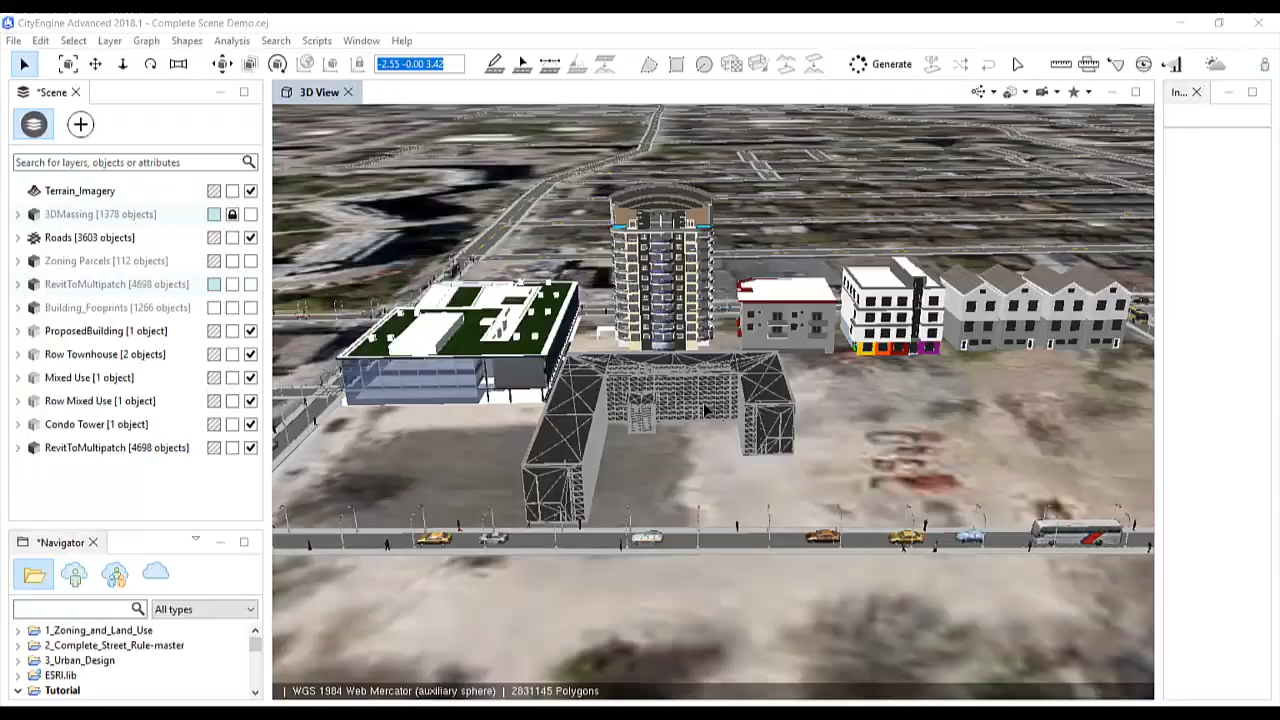 CityEngine Advanced 2018.1 - Complete Scene Demo.cej
File Edit Select Layer Graph Shapes Analysis Search Scripts Window Help
-2.55 -0.00 3.42 Generate
*Scene
3D View
In...
Search for layers, objects or attributes
Terrain_Imagery
3DMassing [1378 objects]
Roads [3603 objects]
Zoning Parcels [112 objects]
RevitToMultipatch [4698 objects]
Building_Fooprints [1266 objects]
ProposedBuilding [1 object]
Row Townhouse [2 objects]
Mixed Use [1 object]
Row Mixed Use [1 object]
Condo Tower [1 object]
RevitToMultipatch [4698 objects]
*Navigator
All types
1_Zoning_and_Land_Use
2_Complete_Street_Rule-master
3_Urban_Design
ESRI.lib
Tutorial
| WGS 1984 Web Mercator (auxiliary sphere) | 2831145 Polygons